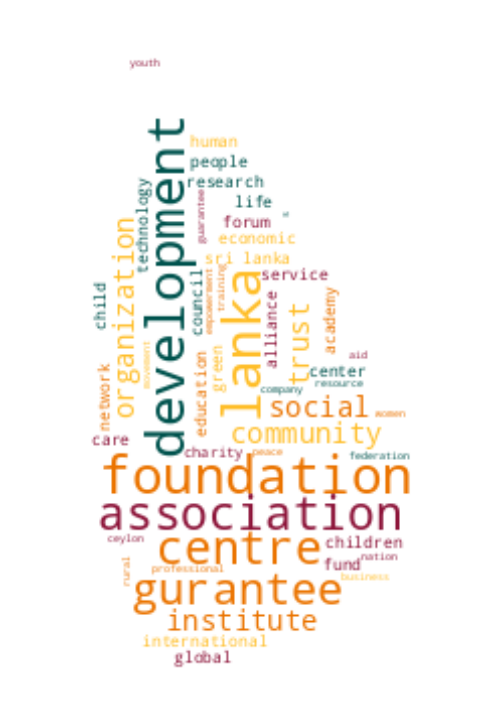 youth
development
human
people
research
technology
life
guarantee
forum
organization
economic
sri lanka
council
empowerment
training
lanka
service
child
alliance
trust
academy
movement
education
green
aid
center
resource
company
network
social
women
community
care
charity
peace
federation
foundation
association
ceylon
centre
children
nation
rural
professional
fund
business
gurantee
institute
international
global